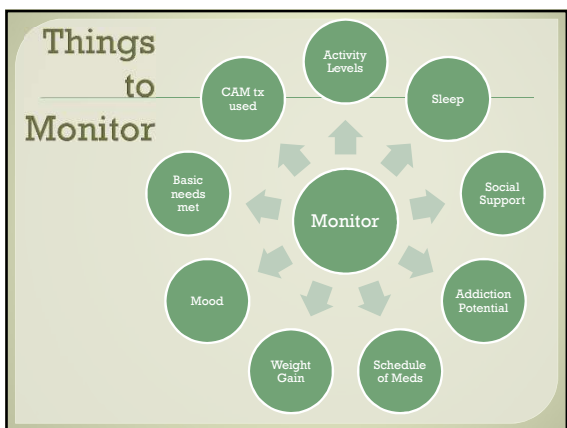 Things
to
Monitor
Activity
Levels
Sleep
Social
Support
Addiction
Potential
Schedule
of Meds
Weight
Gain
Mood
Basic
needs
met
CAM tx
used
Monitor